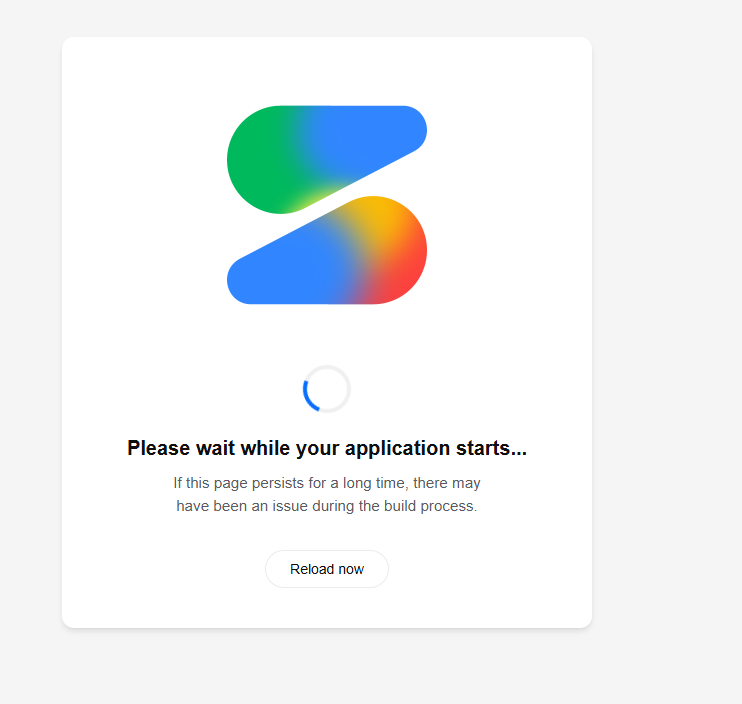 Please wait while your application starts...
If this page persists for a long time, there may
have been an issue during the build process.
Reload now